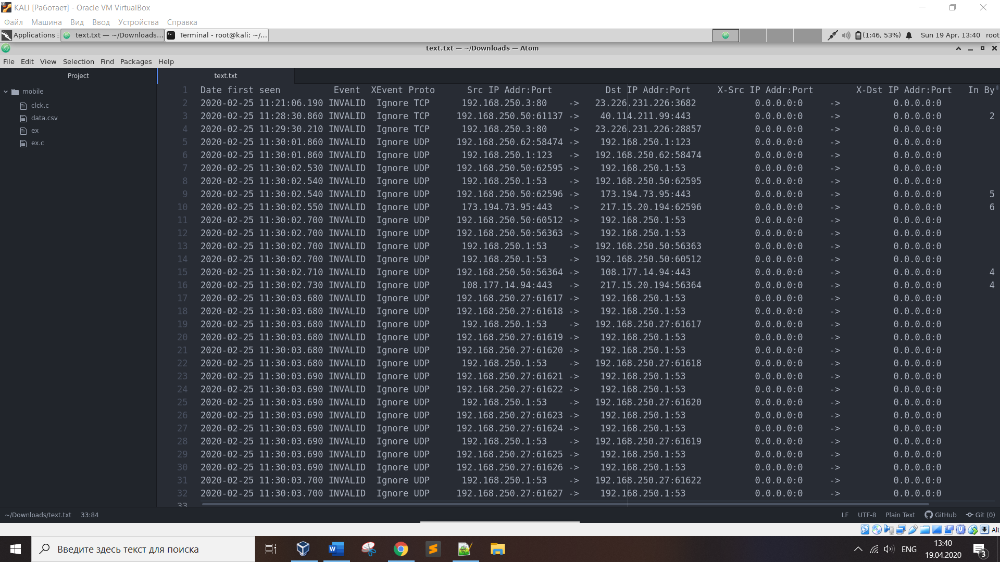 KALI [Работает] - Oracle VM VirtualBox
Файл Машина Вид Ввод Устройства Справка
Applications text.txt — ~/Downloads... Terminal - root@kali: ~/... (1:46, 53%) Sun 19 Apr, 13:40 root
text.txt — ~/Downloads — Atom
File Edit View Selection Find Packages Help
Project text.txt
mobile
clck.c
data.csv
ex
ex.c
1 Date first seen Event XEvent Proto Src IP Addr:Port Dst IP Addr:Port X-Src IP Addr:Port X-Dst IP Addr:Port In By
2 2020-02-25 11:21:06.190 INVALID Ignore TCP 192.168.250.3:80 -> 23.226.231.226:3682 0.0.0.0:0 -> 0.0.0.0:0
3 2020-02-25 11:28:30.860 INVALID Ignore TCP 192.168.250.50:61137 -> 40.114.211.99:443 0.0.0.0:0 -> 0.0.0.0:0 2
4 2020-02-25 11:29:30.210 INVALID Ignore TCP 192.168.250.3:80 -> 23.226.231.226:28857 0.0.0.0:0 -> 0.0.0.0:0
5 2020-02-25 11:30:01.860 INVALID Ignore UDP 192.168.250.62:58474 -> 192.168.250.1:123 0.0.0.0:0 -> 0.0.0.0:0
6 2020-02-25 11:30:01.860 INVALID Ignore UDP 192.168.250.1:123 -> 192.168.250.62:58474 0.0.0.0:0 -> 0.0.0.0:0
7 2020-02-25 11:30:02.530 INVALID Ignore UDP 192.168.250.50:62595 -> 192.168.250.1:53 0.0.0.0:0 -> 0.0.0.0:0
8 2020-02-25 11:30:02.540 INVALID Ignore UDP 192.168.250.1:53 -> 192.168.250.50:62595 0.0.0.0:0 -> 0.0.0.0:0
9 2020-02-25 11:30:02.540 INVALID Ignore UDP 192.168.250.50:62596 -> 173.194.73.95:443 0.0.0.0:0 -> 0.0.0.0:0 5
10 2020-02-25 11:30:02.550 INVALID Ignore UDP 173.194.73.95:443 -> 217.15.20.194:62596 0.0.0.0:0 -> 0.0.0.0:0 6
11 2020-02-25 11:30:02.700 INVALID Ignore UDP 192.168.250.50:60512 -> 192.168.250.1:53 0.0.0.0:0 -> 0.0.0.0:0
12 2020-02-25 11:30:02.700 INVALID Ignore UDP 192.168.250.50:56363 -> 192.168.250.1:53 0.0.0.0:0 -> 0.0.0.0:0
13 2020-02-25 11:30:02.700 INVALID Ignore UDP 192.168.250.1:53 -> 192.168.250.50:56363 0.0.0.0:0 -> 0.0.0.0:0
14 2020-02-25 11:30:02.700 INVALID Ignore UDP 192.168.250.1:53 -> 192.168.250.50:60512 0.0.0.0:0 -> 0.0.0.0:0
15 2020-02-25 11:30:02.710 INVALID Ignore UDP 192.168.250.50:56364 -> 108.177.14.94:443 0.0.0.0:0 -> 0.0.0.0:0 4
16 2020-02-25 11:30:02.730 INVALID Ignore UDP 108.177.14.94:443 -> 217.15.20.194:56364 0.0.0.0:0 -> 0.0.0.0:0 4
17 2020-02-25 11:30:03.680 INVALID Ignore UDP 192.168.250.27:61617 -> 192.168.250.1:53 0.0.0.0:0 -> 0.0.0.0:0
18 2020-02-25 11:30:03.680 INVALID Ignore UDP 192.168.250.27:61618 -> 192.168.250.1:53 0.0.0.0:0 -> 0.0.0.0:0
19 2020-02-25 11:30:03.680 INVALID Ignore UDP 192.168.250.1:53 -> 192.168.250.27:61617 0.0.0.0:0 -> 0.0.0.0:0
20 2020-02-25 11:30:03.680 INVALID Ignore UDP 192.168.250.27:61619 -> 192.168.250.1:53 0.0.0.0:0 -> 0.0.0.0:0
21 2020-02-25 11:30:03.680 INVALID Ignore UDP 192.168.250.27:61620 -> 192.168.250.1:53 0.0.0.0:0 -> 0.0.0.0:0
22 2020-02-25 11:30:03.680 INVALID Ignore UDP 192.168.250.1:53 -> 192.168.250.27:61618 0.0.0.0:0 -> 0.0.0.0:0
23 2020-02-25 11:30:03.690 INVALID Ignore UDP 192.168.250.27:61621 -> 192.168.250.1:53 0.0.0.0:0 -> 0.0.0.0:0
24 2020-02-25 11:30:03.690 INVALID Ignore UDP 192.168.250.27:61622 -> 192.168.250.1:53 0.0.0.0:0 -> 0.0.0.0:0
25 2020-02-25 11:30:03.690 INVALID Ignore UDP 192.168.250.1:53 -> 192.168.250.27:61620 0.0.0.0:0 -> 0.0.0.0:0
26 2020-02-25 11:30:03.690 INVALID Ignore UDP 192.168.250.27:61623 -> 192.168.250.1:53 0.0.0.0:0 -> 0.0.0.0:0
27 2020-02-25 11:30:03.690 INVALID Ignore UDP 192.168.250.27:61624 -> 192.168.250.1:53 0.0.0.0:0 -> 0.0.0.0:0
28 2020-02-25 11:30:03.690 INVALID Ignore UDP 192.168.250.1:53 -> 192.168.250.27:61619 0.0.0.0:0 -> 0.0.0.0:0
29 2020-02-25 11:30:03.690 INVALID Ignore UDP 192.168.250.27:61625 -> 192.168.250.1:53 0.0.0.0:0 -> 0.0.0.0:0
30 2020-02-25 11:30:03.690 INVALID Ignore UDP 192.168.250.27:61626 -> 192.168.250.1:53 0.0.0.0:0 -> 0.0.0.0:0
31 2020-02-25 11:30:03.700 INVALID Ignore UDP 192.168.250.1:53 -> 192.168.250.27:61622 0.0.0.0:0 -> 0.0.0.0:0
32 2020-02-25 11:30:03.700 INVALID Ignore UDP 192.168.250.27:61627 -> 192.168.250.1:53 0.0.0.0:0 -> 0.0.0.0:0
33
~/Downloads/text.txt 33:84 LF UTF-8 Plain Text GitHub Git (0)
Alt
Введите здесь текст для поиска ENG 13:40
19.04.2020 3